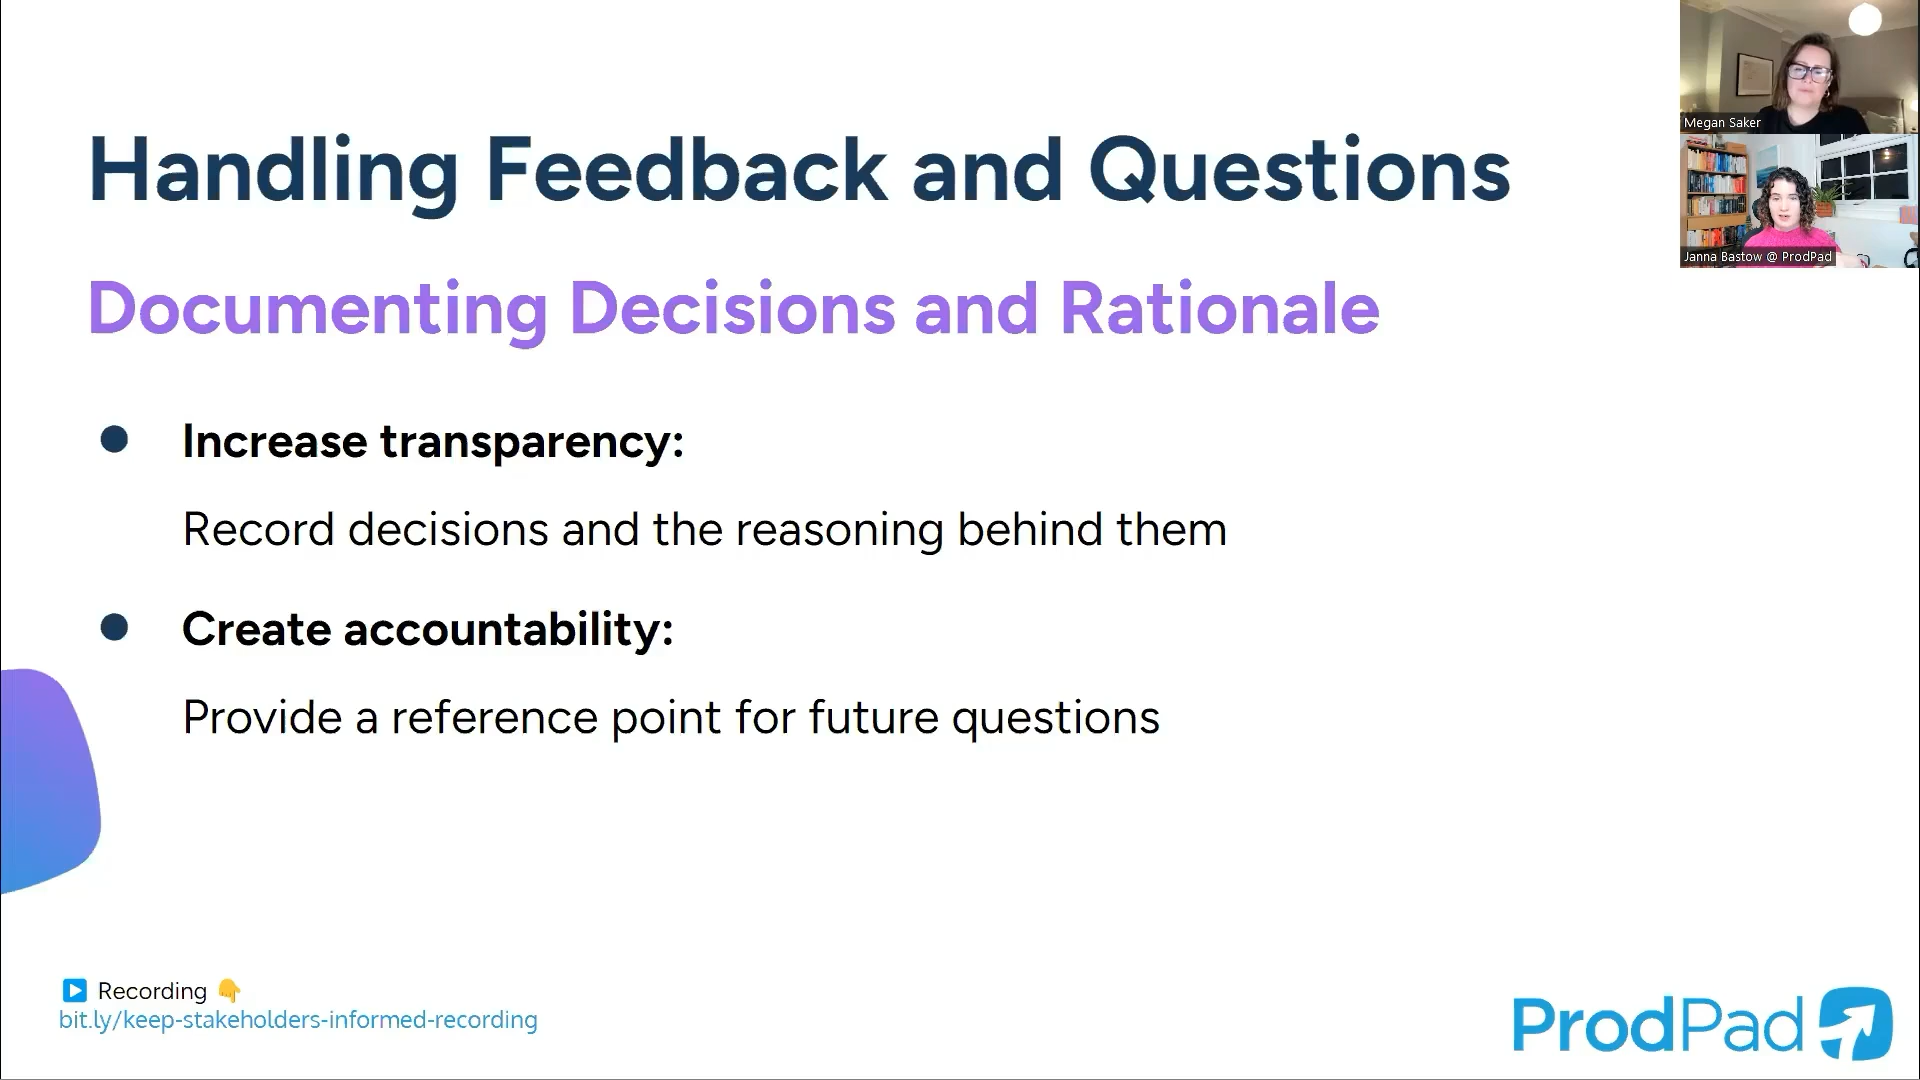 Handling Feedback and Questions
Documenting Decisions and Rationale
Increase transparency:
Record decisions and the reasoning behind them
Create accountability:
Provide a reference point for future questions
Recording
bit.ly/keep-stakeholders-informed-recording
ProdPad
Megan Saker
Janna Bastow @ ProdPad